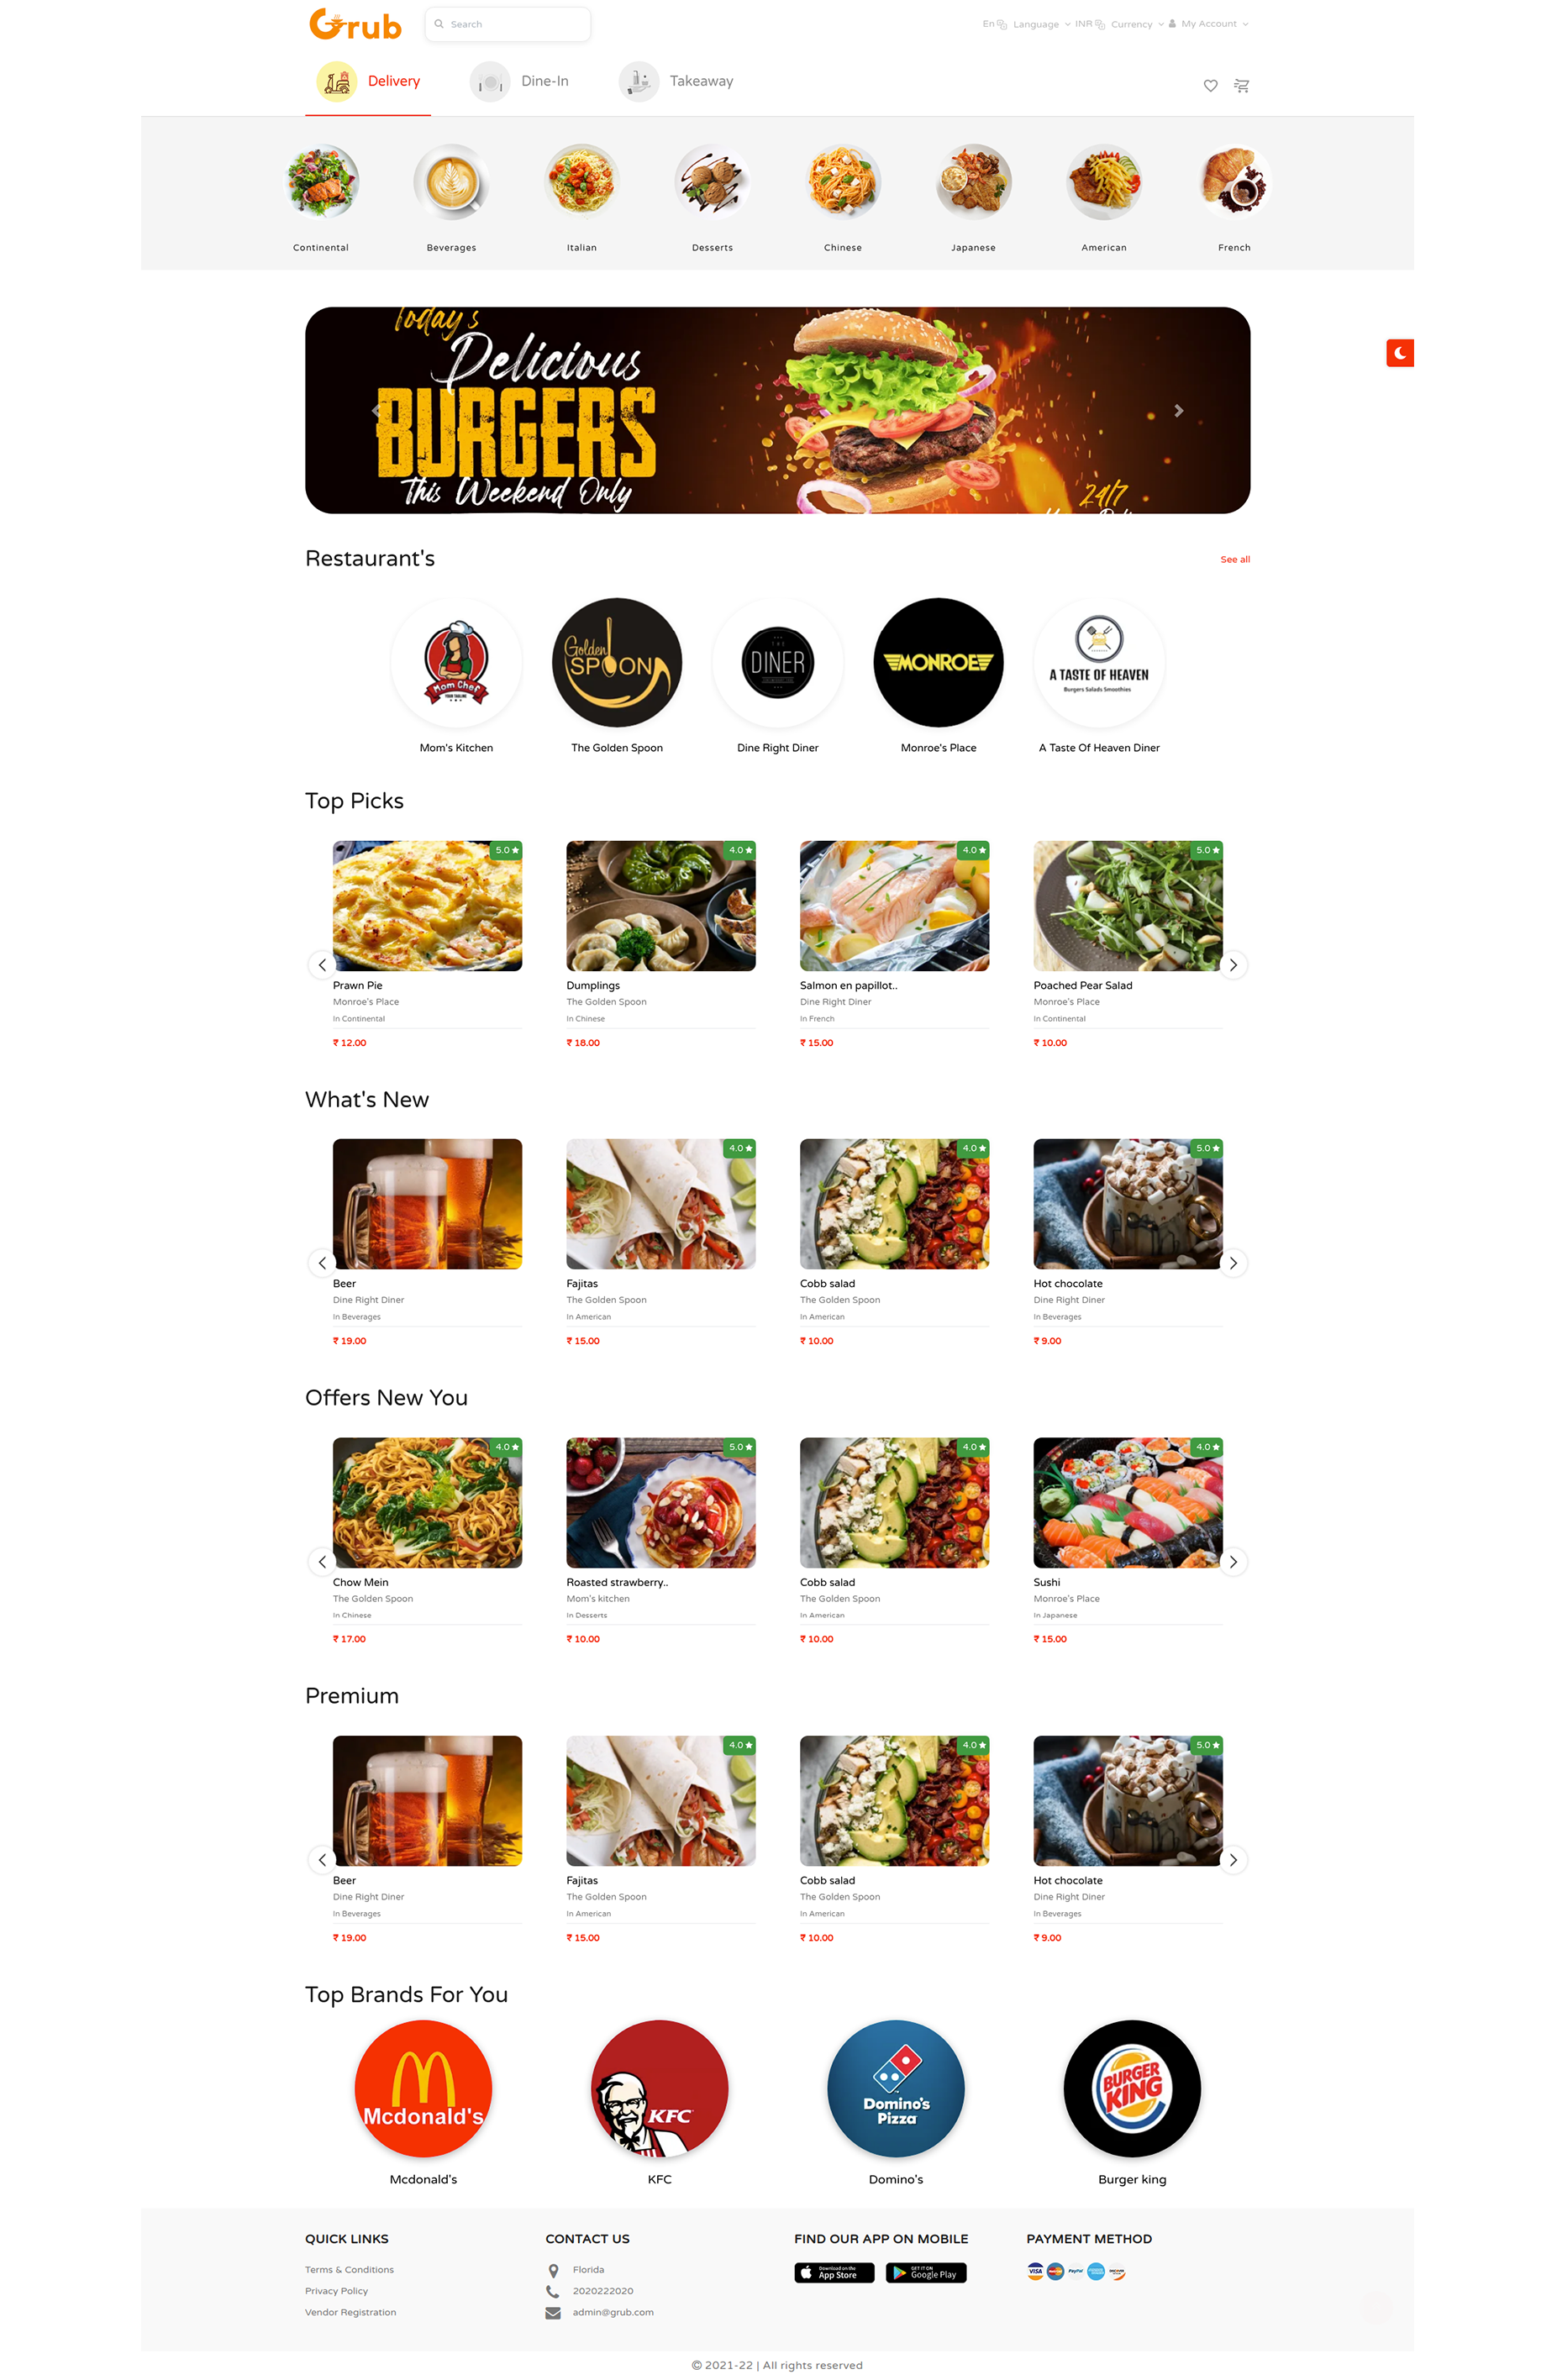 Grub
Search
En Language INR Currency My Account
Delivery Dine-In Takeaway
Continental Beverages Italian Desserts Chinese Japanese American French
Today's
Delicious
BURGERS
This Weekend Only
24/7
Restaurant's See all
Mom Chef
Golden
SPOON
THE
DINER
MONROE
A TASTE OF HEAVEN
Burgers Salads Smoothies
Mom's Kitchen The Golden Spoon Dine Right Diner Monroe's Place A Taste Of Heaven Diner
Top Picks
5.0 4.0 4.0 5.0
Prawn Pie Dumplings Salmon en papillot.. Poached Pear Salad
Monroe's Place The Golden Spoon Dine Right Diner Monroe's Place
In Continental In Chinese In French In Continental
₹ 12.00 ₹ 18.00 ₹ 15.00 ₹ 10.00
What's New
4.0 4.0 5.0
Beer Fajitas Cobb salad Hot chocolate
Dine Right Diner The Golden Spoon The Golden Spoon Dine Right Diner
In Beverages In American In American In Beverages
₹ 19.00 ₹ 15.00 ₹ 10.00 ₹ 9.00
Offers New You
4.0 5.0 4.0 4.0
Chow Mein Roasted strawberry.. Cobb salad Sushi
The Golden Spoon Mom's kitchen The Golden Spoon Monroe's Place
In Chinese In Desserts In American In Japanese
₹ 17.00 ₹ 10.00 ₹ 10.00 ₹ 15.00
Premium
4.0 4.0 5.0
Beer Fajitas Cobb salad Hot chocolate
Dine Right Diner The Golden Spoon The Golden Spoon Dine Right Diner
In Beverages In American In American In Beverages
₹ 19.00 ₹ 15.00 ₹ 10.00 ₹ 9.00
Top Brands For You
Mcdonald's
KFC
Domino's
Pizza
BURGER
KING
Mcdonald's KFC Domino's Burger king
QUICK LINKS CONTACT US FIND OUR APP ON MOBILE PAYMENT METHOD
Terms & Conditions Florida
Download on the
App Store
GET IT ON
Google Play
VISA PayPal
Privacy Policy 2020222020
Vendor Registration admin@grub.com
© 2021-22 | All rights reserved